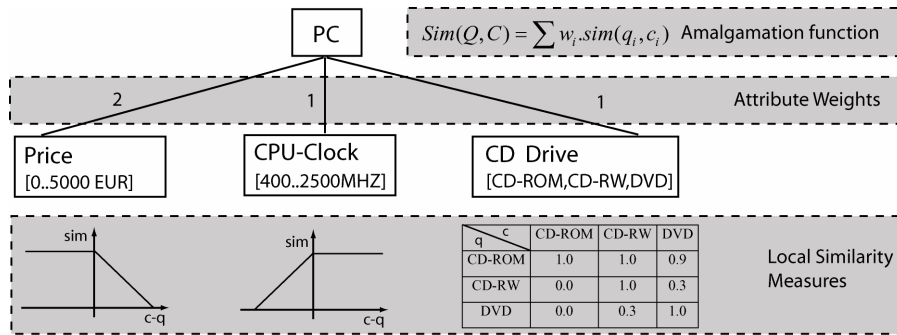 PC
Sim(Q,C) = ∑ wᵢ.sim(qᵢ,cᵢ) Amalgamation function
2 1 1 Attribute Weights
Price
[0..5000 EUR]
CPU-Clock
[400..2500MHZ]
CD Drive
[CD-ROM,CD-RW,DVD]
sim
c-q
sim
c-q
q c CD-ROM CD-RW DVD
CD-ROM 1.0 1.0 0.9
CD-RW 0.0 1.0 0.3
DVD 0.0 0.3 1.0
Local Similarity
Measures